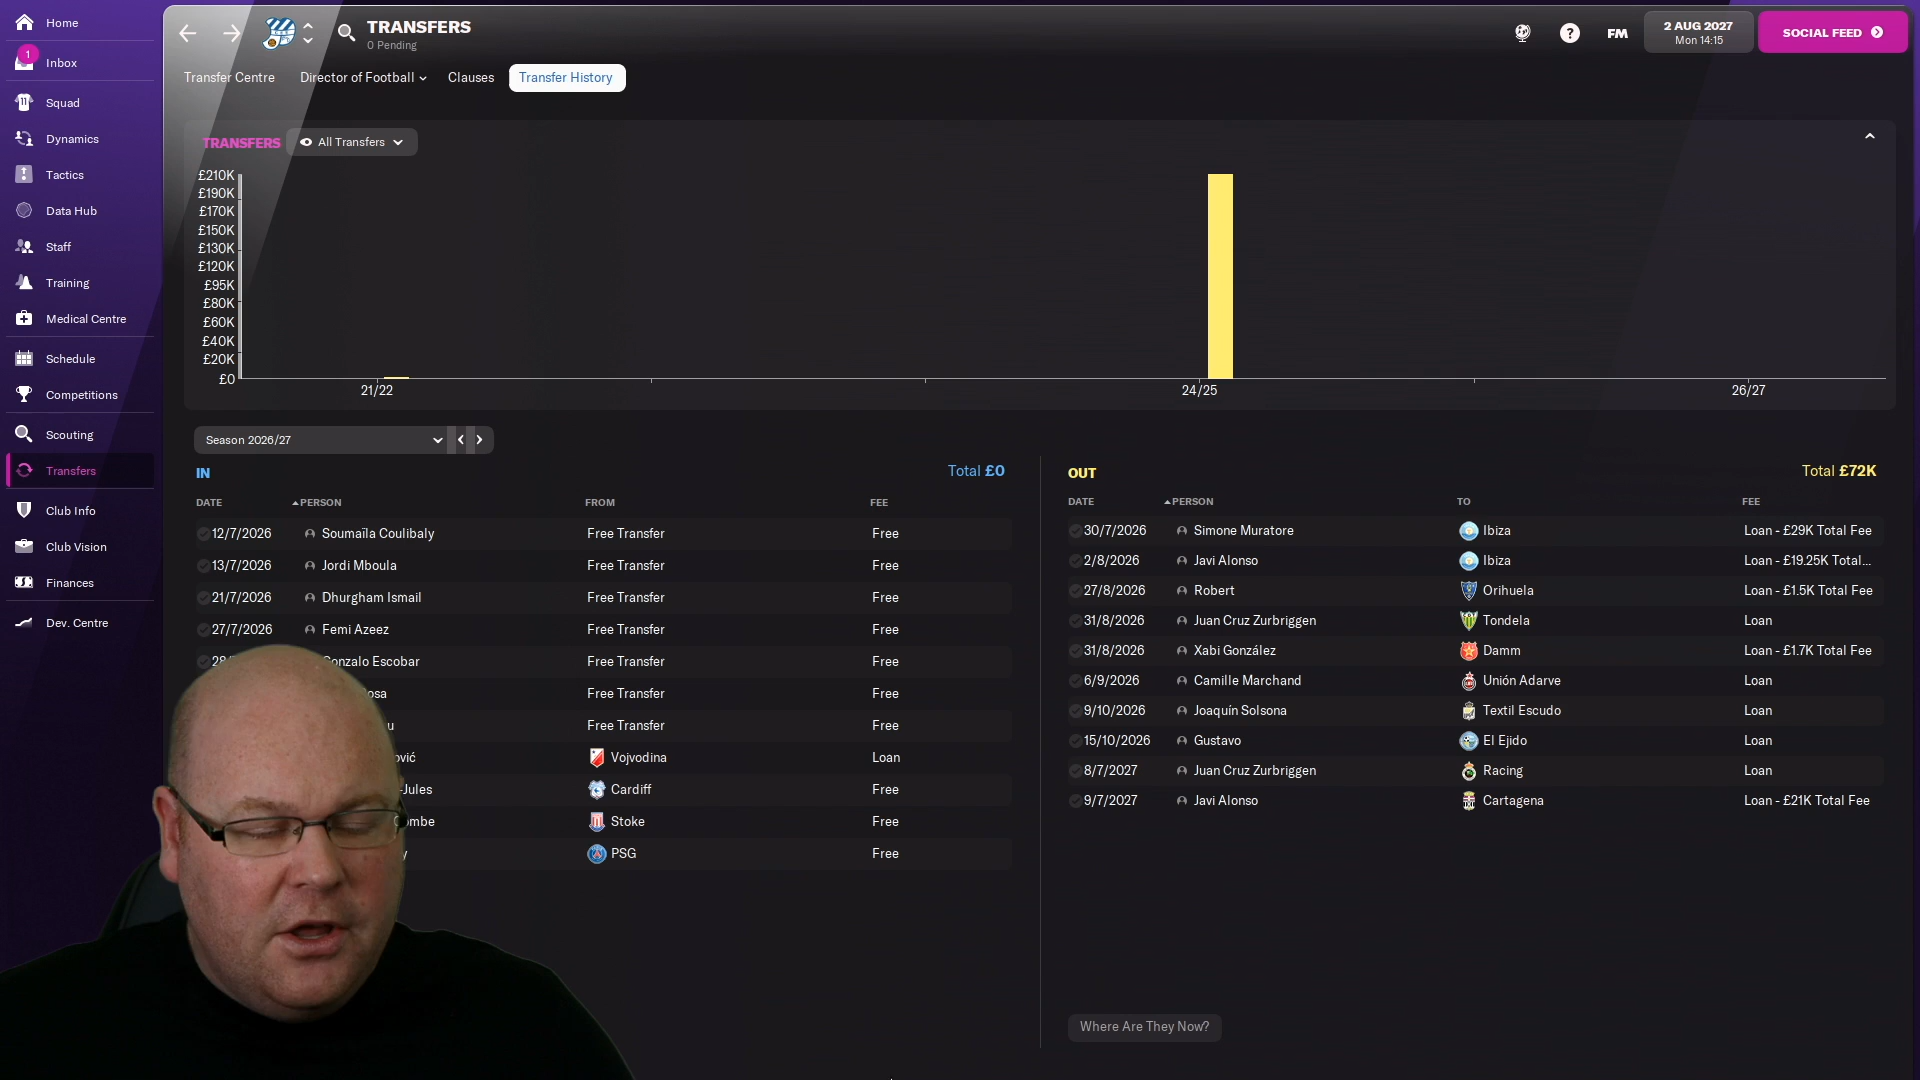 Home
1
Inbox
Squad
Dynamics
Tactics
Data Hub
Staff
Training
Medical Centre
Schedule
Competitions
Scouting
Transfers
Club Info
Club Vision
Finances
Dev. Centre
TRANSFERS
0 Pending
?
FM
2 AUG 2027
Mon 14:15
SOCIAL FEED
Transfer Centre
Director of Football
Clauses
Transfer History
TRANSFERS
All Transfers
£210K
£190K
£170K
£150K
£130K
£120K
£95K
£80K
£60K
£40K
£20K
£0
21/22
24/25
26/27
Season 2026/27
IN
Total £0
DATE PERSON FROM FEE
12/7/2026 Soumaïla Coulibaly Free Transfer Free
13/7/2026 Jordi Mboula Free Transfer Free
21/7/2026 Dhurgham Ismail Free Transfer Free
27/7/2026 Femi Azeez Free Transfer Free
Gonzalo Escobar Free Transfer Free
Free Transfer Free
Free Transfer Free
Vojvodina Loan
-Jules Cardiff Free
Stoke Free
PSG Free
OUT
Total £72K
DATE PERSON TO FEE
30/7/2026 Simone Muratore Ibiza Loan - £29K Total Fee
2/8/2026 Javi Alonso Ibiza Loan - £19.25K Total...
27/8/2026 Robert Orihuela Loan - £1.5K Total Fee
31/8/2026 Juan Cruz Zurbriggen Tondela Loan
31/8/2026 Xabi González Damm Loan - £1.7K Total Fee
6/9/2026 Camille Marchand Unión Adarve Loan
9/10/2026 Joaquín Solsona Textil Escudo Loan
15/10/2026 Gustavo El Ejido Loan
8/7/2027 Juan Cruz Zurbriggen Racing Loan
9/7/2027 Javi Alonso Cartagena Loan - £21K Total Fee
Where Are They Now?